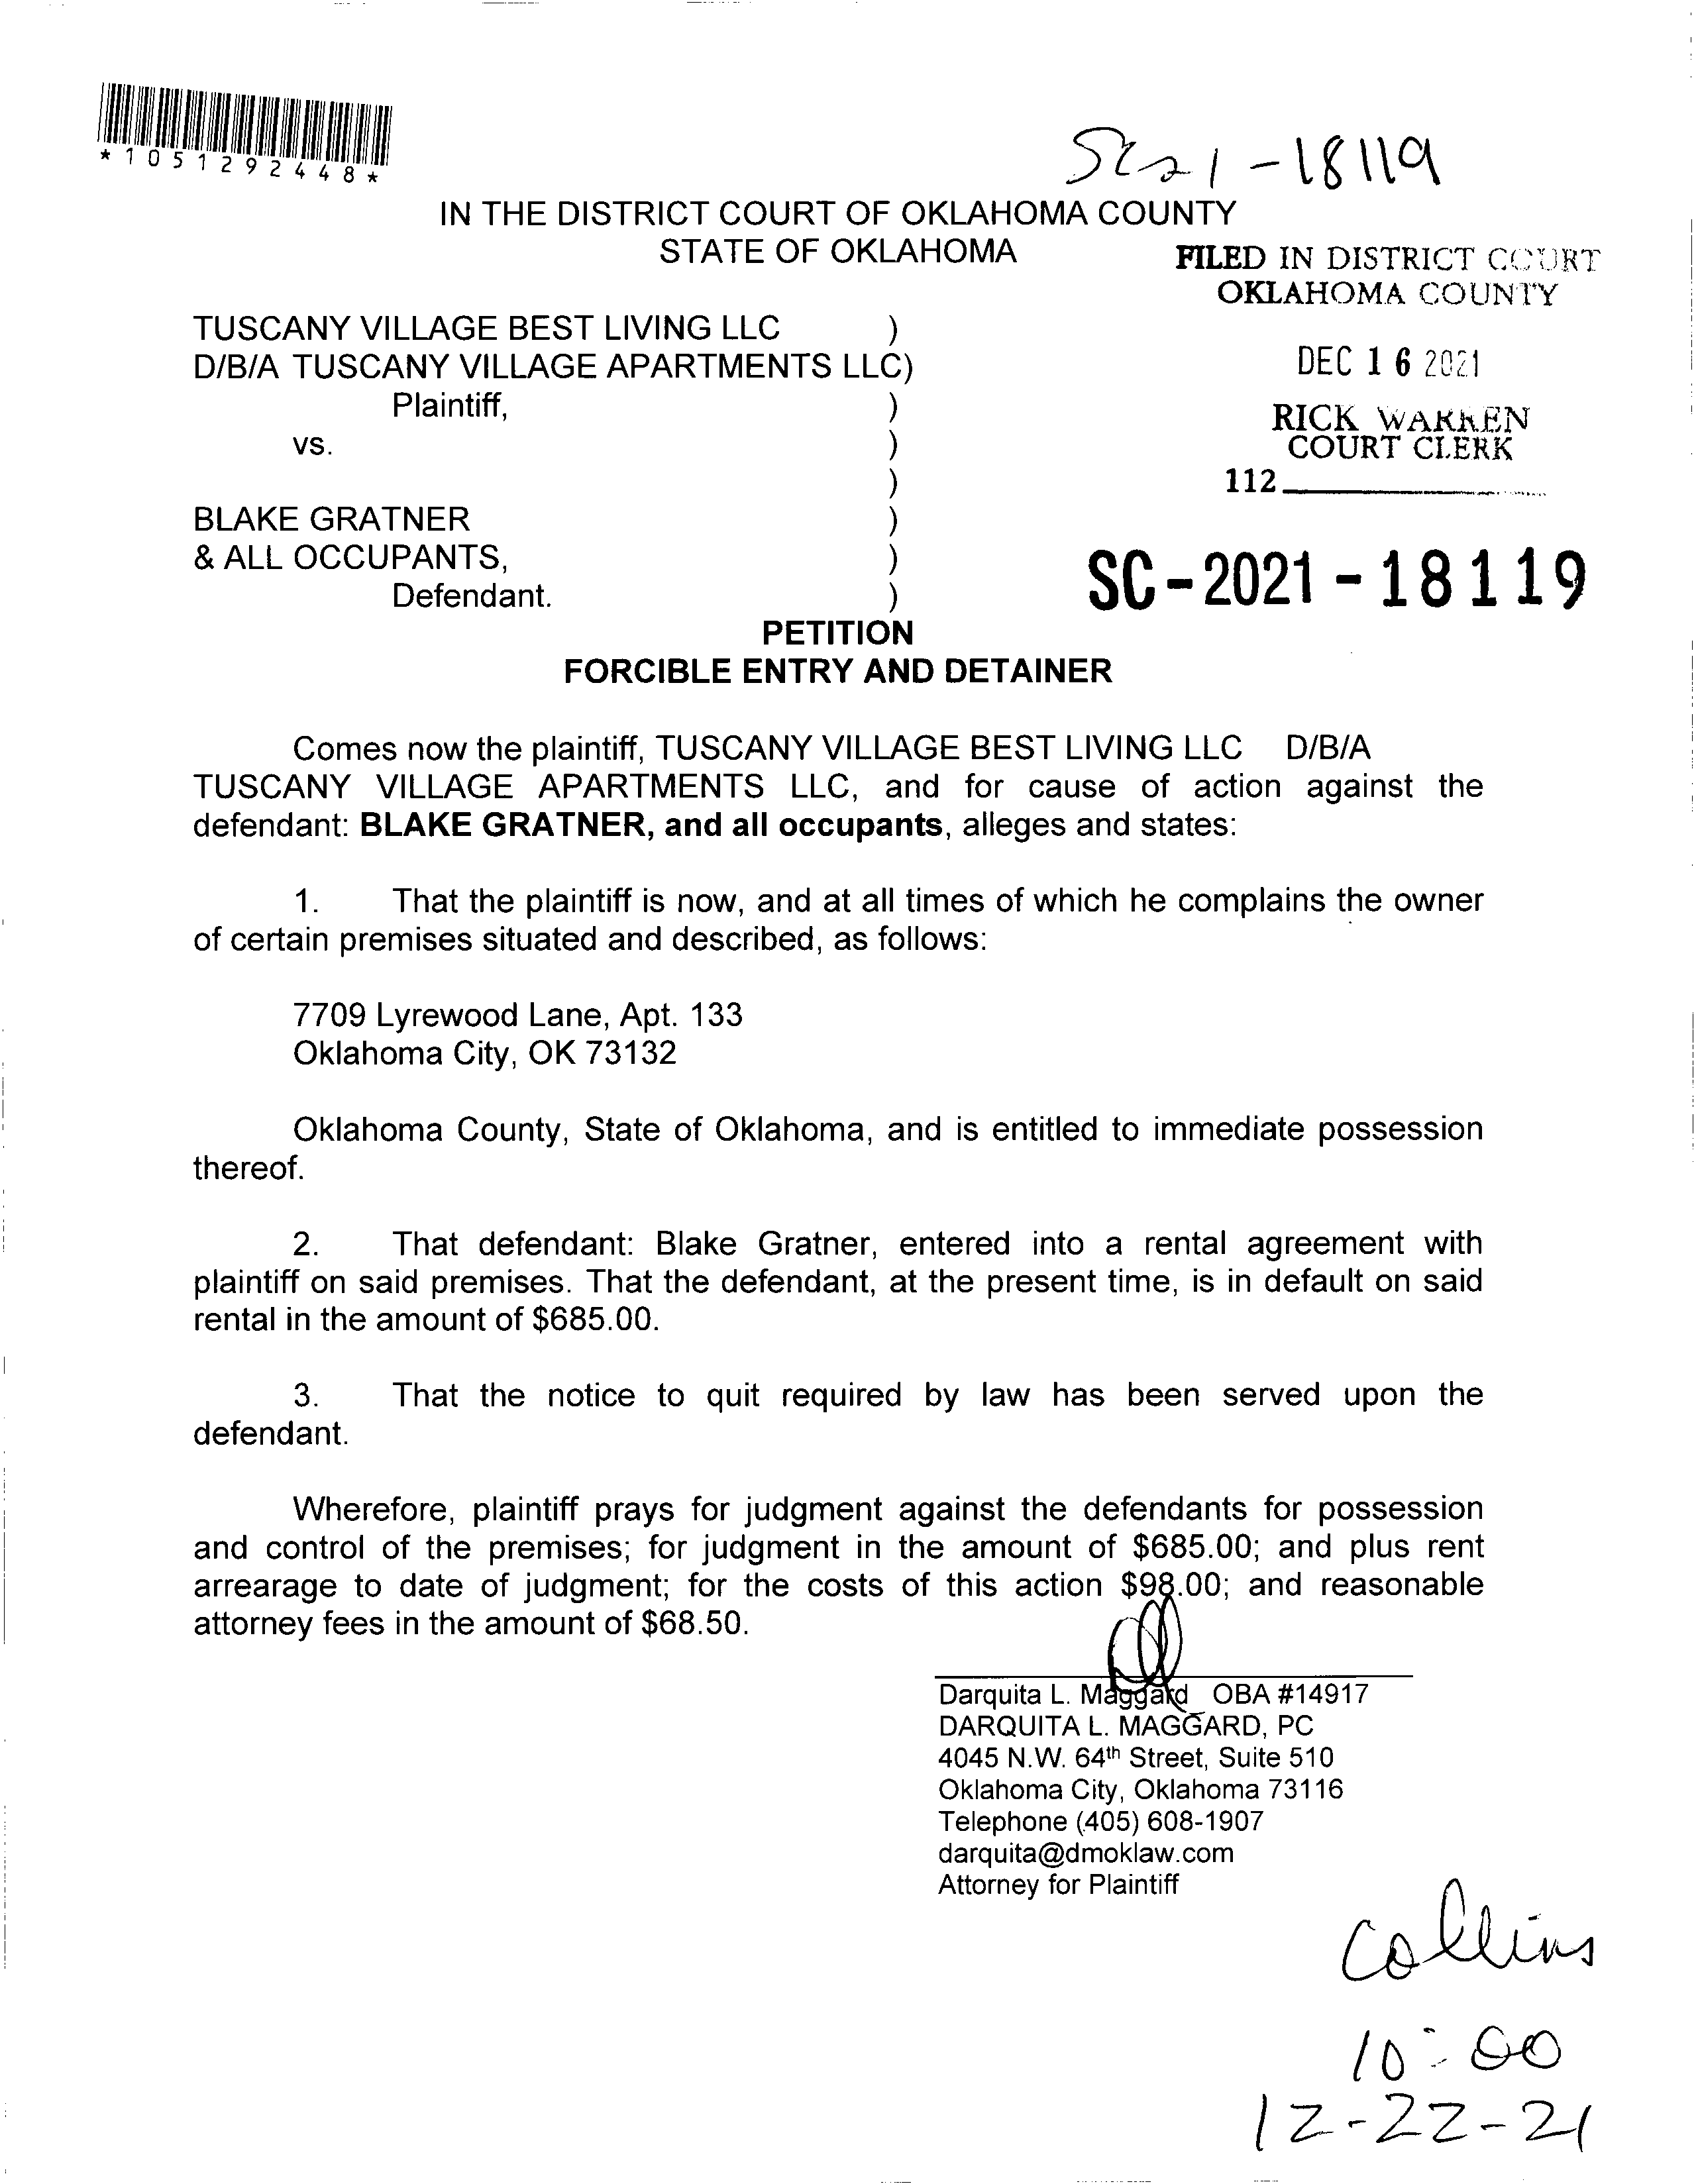 *1051292448*
SC21-18119
IN THE DISTRICT COURT OF OKLAHOMA COUNTY
STATE OF OKLAHOMA
FILED IN DISTRICT COURT
OKLAHOMA COUNTY
DEC 16 2021
RICK WARREN
COURT CLERK
112
TUSCANY VILLAGE BEST LIVING LLC )
D/B/A TUSCANY VILLAGE APARTMENTS LLC)
Plaintiff, )
vs. )
)
BLAKE GRATNER )
& ALL OCCUPANTS, )
Defendant. )
SC-2021-18119
PETITION
FORCIBLE ENTRY AND DETAINER
Comes now the plaintiff, TUSCANY VILLAGE BEST LIVING LLC D/B/A
TUSCANY VILLAGE APARTMENTS LLC, and for cause of action against the
defendant: BLAKE GRATNER, and all occupants, alleges and states:
1. That the plaintiff is now, and at all times of which he complains the owner
of certain premises situated and described, as follows:
7709 Lyrewood Lane, Apt. 133
Oklahoma City, OK 73132
Oklahoma County, State of Oklahoma, and is entitled to immediate possession
thereof.
2. That defendant: Blake Gratner, entered into a rental agreement with
plaintiff on said premises. That the defendant, at the present time, is in default on said
rental in the amount of $685.00.
3. That the notice to quit required by law has been served upon the
defendant.
Wherefore, plaintiff prays for judgment against the defendants for possession
and control of the premises; for judgment in the amount of $685.00; and plus rent
arrearage to date of judgment; for the costs of this action $98.00; and reasonable
attorney fees in the amount of $68.50.
Darquita L. Maggard OBA #14917
DARQUITA L. MAGGARD, PC
4045 N.W. 64th Street, Suite 510
Oklahoma City, Oklahoma 73116
Telephone (405) 608-1907
darquita@dmoklaw.com
Attorney for Plaintiff
Collins
10:00
12-22-21